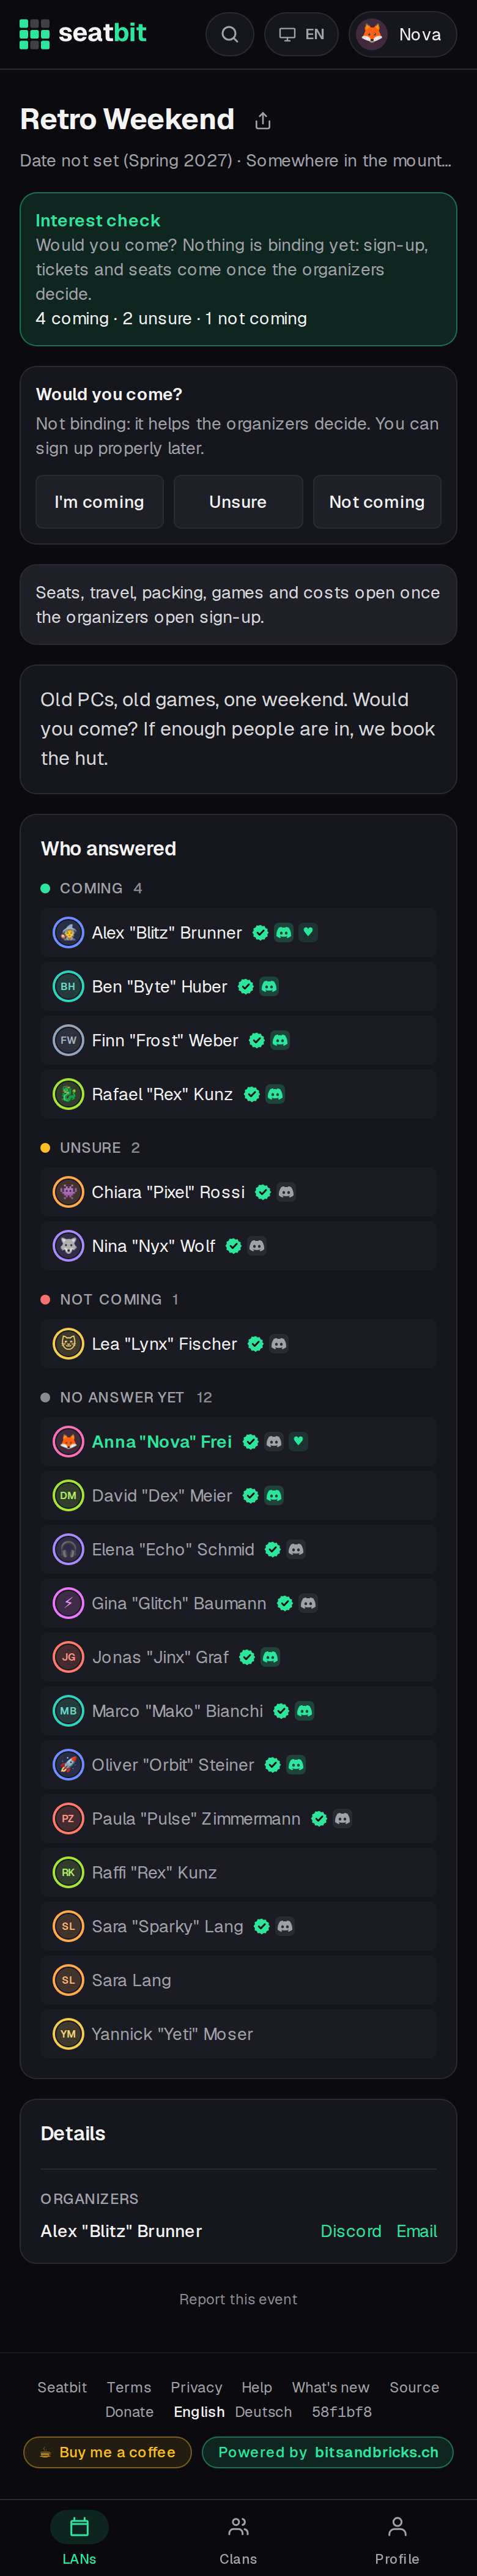 seatbit
EN
Nova
Retro Weekend
Date not set (Spring 2027) · Somewhere in the mount...
Interest check
Would you come? Nothing is binding yet: sign-up,
tickets and seats come once the organizers
decide.
4 coming · 2 unsure · 1 not coming
Would you come?
Not binding: it helps the organizers decide. You can
sign up properly later.
I'm coming
Unsure
Not coming
Seats, travel, packing, games and costs open once
the organizers open sign-up.
Old PCs, old games, one weekend. Would
you come? If enough people are in, we book
the hut.
Who answered
COMING 4
Alex "Blitz" Brunner
BH Ben "Byte" Huber
FW Finn "Frost" Weber
Rafael "Rex" Kunz
UNSURE 2
Chiara "Pixel" Rossi
Nina "Nyx" Wolf
NOT COMING 1
Lea "Lynx" Fischer
NO ANSWER YET 12
Anna "Nova" Frei
DM David "Dex" Meier
Elena "Echo" Schmid
Gina "Glitch" Baumann
JG Jonas "Jinx" Graf
MB Marco "Mako" Bianchi
Oliver "Orbit" Steiner
PZ Paula "Pulse" Zimmermann
RK Raffi "Rex" Kunz
SL Sara "Sparky" Lang
SL Sara Lang
YM Yannick "Yeti" Moser
Details
ORGANIZERS
Alex "Blitz" Brunner Discord Email
Report this event
Seatbit Terms Privacy Help What's new Source
Donate English Deutsch 58f1bf8
Buy me a coffee
Powered by bitsandbricks.ch
LANs
Clans
Profile